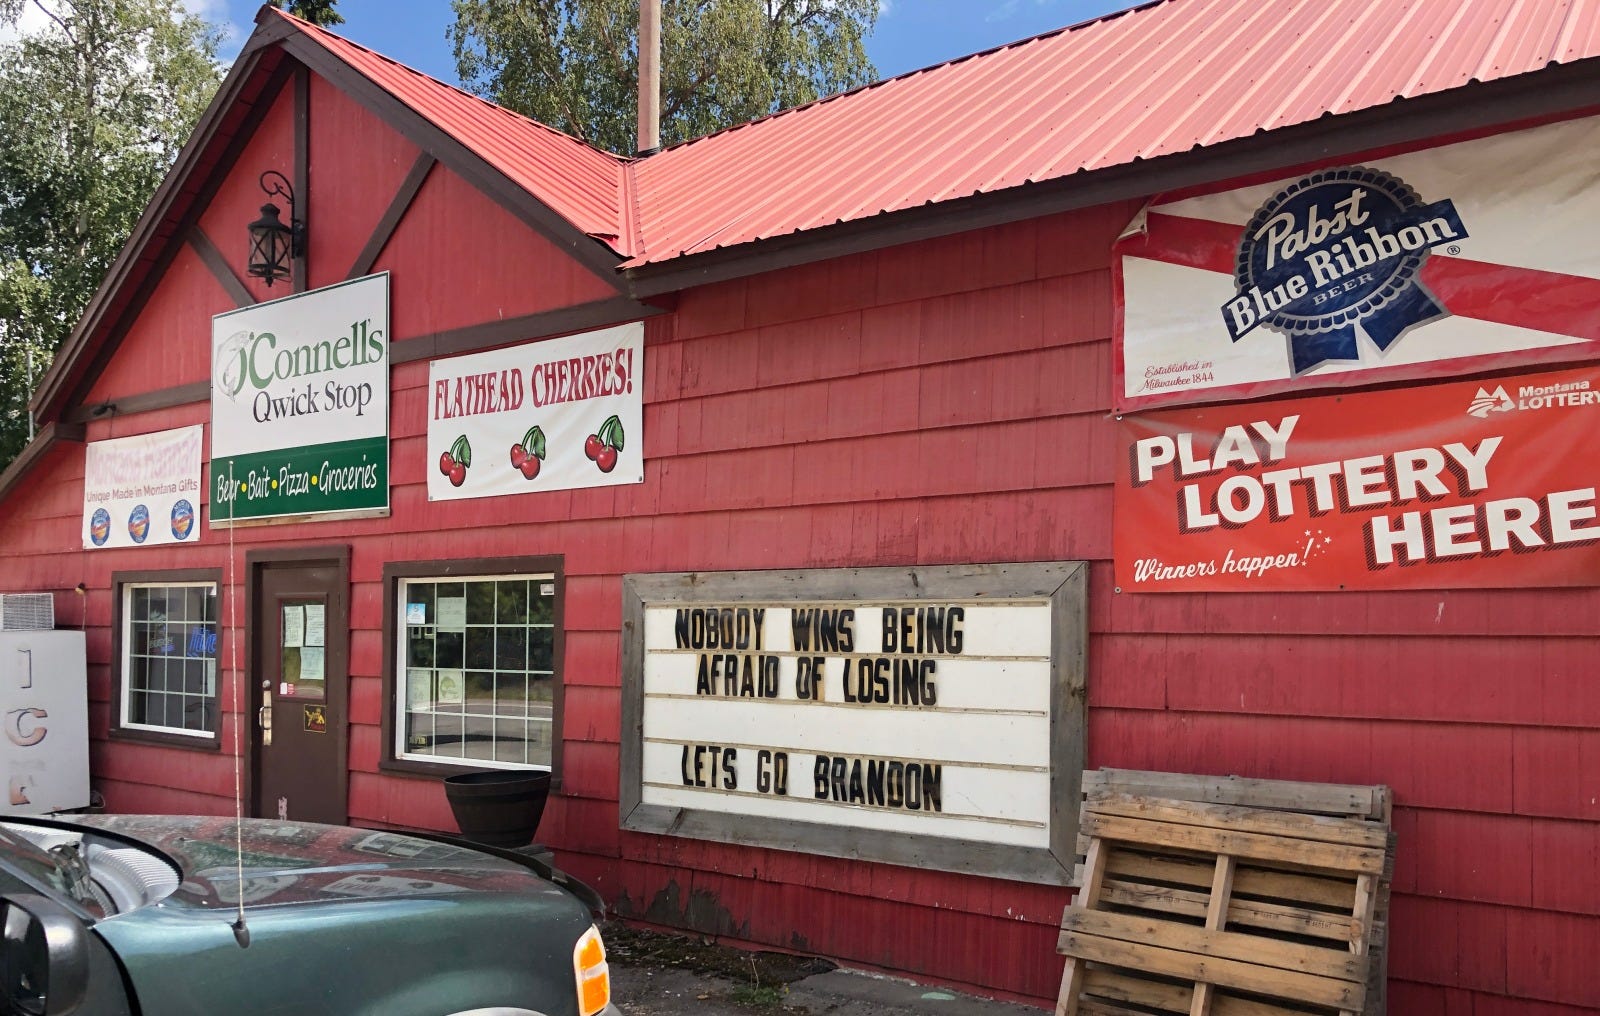 O'Connell's
Qwick Stop
Beer • Bait • Pizza • Groceries
Montana Hannah
Unique Made in Montana Gifts
FLATHEAD CHERRIES!
NOBODY WINS BEING
AFRAID OF LOSING
LETS GO BRANDON
Pabst
Blue Ribbon®
BEER
Established in
Milwaukee 1844
Montana
LOTTERY
PLAY
LOTTERY
HERE
Winners happen!
ICE